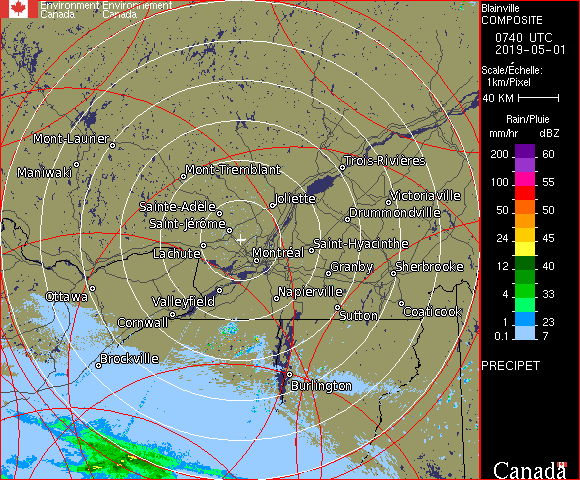 Environment Environnement
Canada Canada
Mont-Laurier
Maniwaki
Mont-Tremblant
Trois-Rivières
Sainte-Adèle
Joliette
Victoriaville
Saint-Jérôme
Drummondville
Lachute
Montréal
Saint-Hyacinthe
Granby
Sherbrooke
Ottawa
Valleyfield
Napierville
Cornwall
Sutton
Coaticook
Brockville
Burlington
Blainville
COMPOSITE
0740 UTC
2019-05-01
Scale/Échelle:
1km/Pixel
40 KM
Rain/Pluie
mm/hr dBZ
200 60
100 55
50 50
24 45
12 40
4 33
1 23
0.1 7
PRECIPET
Canada